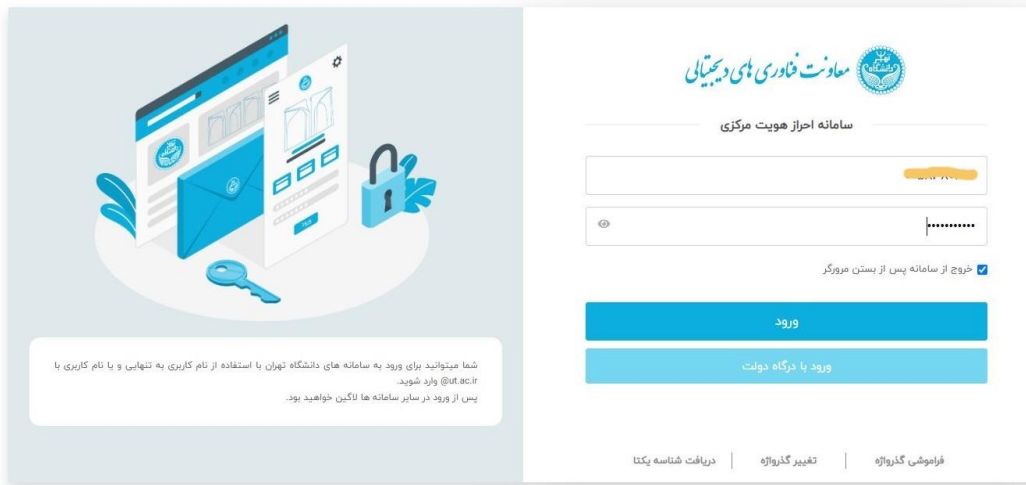 معاونت فناوری های دیجیتالی
سامانه احراز هویت مرکزی
خروج از سامانه پس از بستن مرورگر
ورود
ورود با درگاه دولت
فراموشی گذرواژه
تغییر گذرواژه
دریافت شناسه یکتا
شما میتوانید برای ورود به سامانه های دانشگاه تهران با استفاده از نام کاربری به تنهایی و یا نام کاربری با
@ut.ac.ir وارد شوید.
پس از ورود در سایر سامانه ها لاگین خواهید بود.